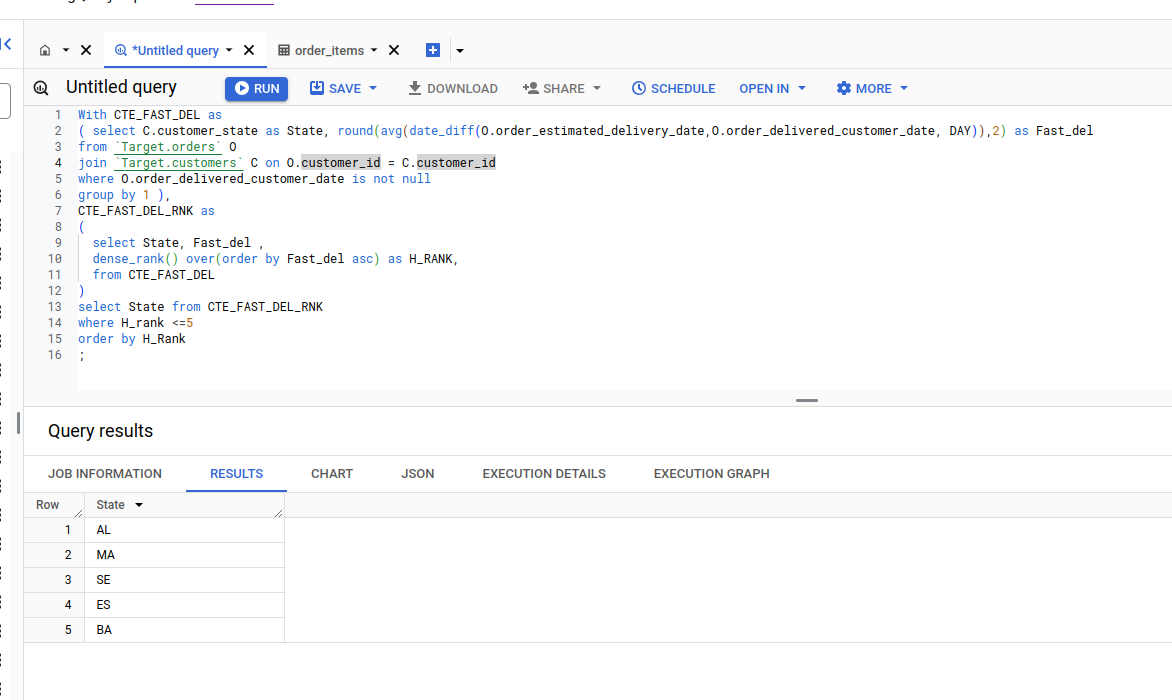 *Untitled query
order_items
Untitled query
RUN
SAVE
DOWNLOAD
SHARE
SCHEDULE
OPEN IN
MORE
1 With CTE_FAST_DEL as
2 ( select C.customer_state as State, round(avg(date_diff(O.order_estimated_delivery_date,O.order_delivered_customer_date, DAY)),2) as Fast_del
3 from `Target.orders` O
4 join `Target.customers` C on O.customer_id = C.customer_id
5 where O.order_delivered_customer_date is not null
6 group by 1 ),
7 CTE_FAST_DEL_RNK as
8 (
9 select State, Fast_del ,
10 dense_rank() over(order by Fast_del asc) as H_RANK,
11 from CTE_FAST_DEL
12 )
13 select State from CTE_FAST_DEL_RNK
14 where H_rank <=5
15 order by H_Rank
16 ;
Query results
JOB INFORMATION
RESULTS
CHART
JSON
EXECUTION DETAILS
EXECUTION GRAPH
Row State
1 AL
2 MA
3 SE
4 ES
5 BA